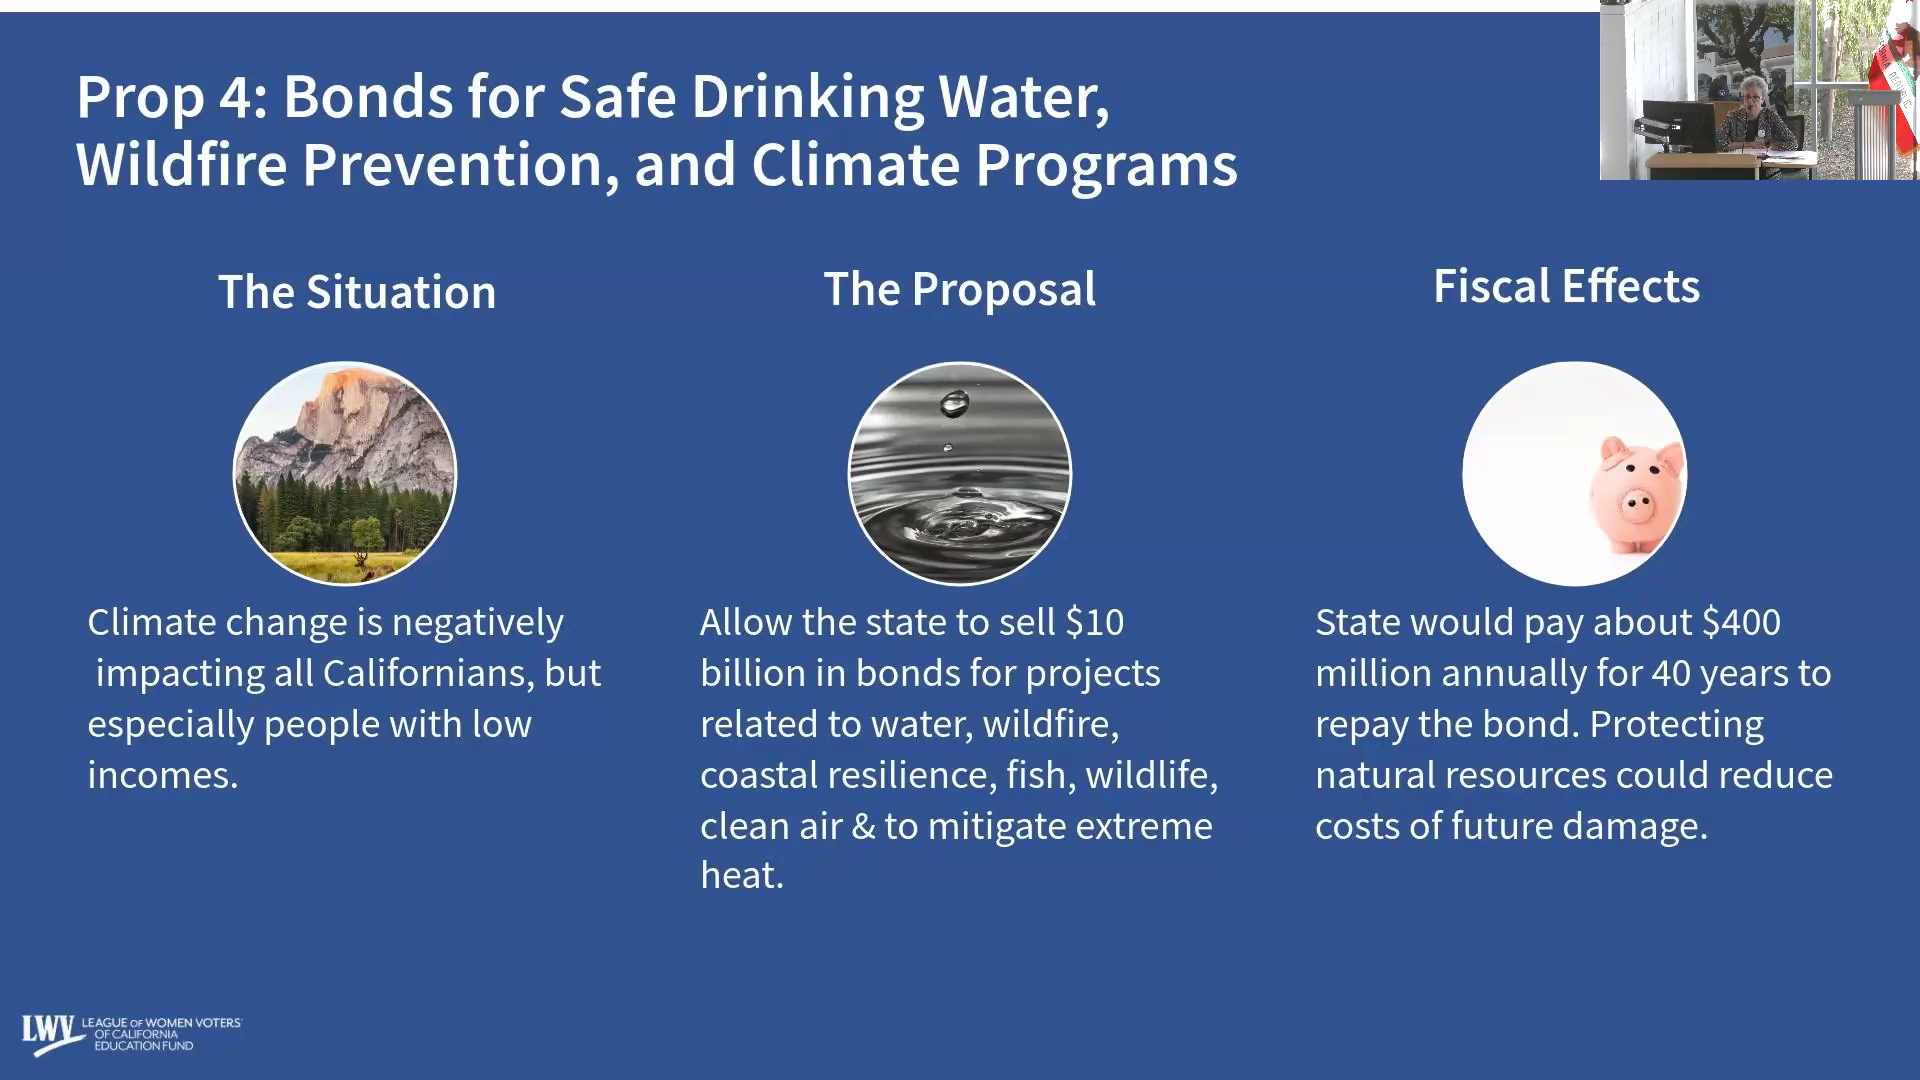 Prop 4: Bonds for Safe Drinking Water,
Wildfire Prevention, and Climate Programs
The Situation
Climate change is negatively
impacting all Californians, but
especially people with low
incomes.
The Proposal
Allow the state to sell $10
billion in bonds for projects
related to water, wildfire,
coastal resilience, fish, wildlife,
clean air & to mitigate extreme
heat.
Fiscal Effects
State would pay about $400
million annually for 40 years to
repay the bond. Protecting
natural resources could reduce
costs of future damage.
LWV LEAGUE OF WOMEN VOTERS'
OF CALIFORNIA
EDUCATION FUND
REPUBLIC